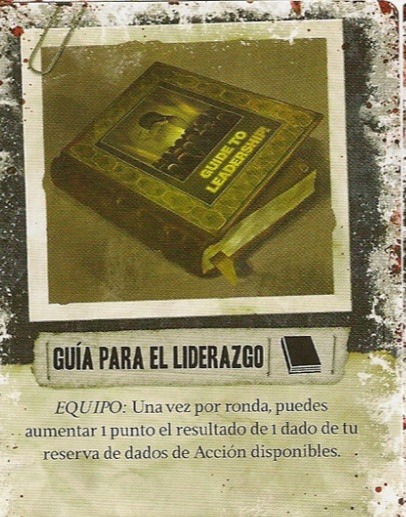 GUIDE TO
LEADERSHIP!
GUÍA PARA EL LIDERAZGO
EQUIPO: Una vez por ronda, puedes
aumentar 1 punto el resultado de 1 dado de tu
reserva de dados de Acción disponibles.